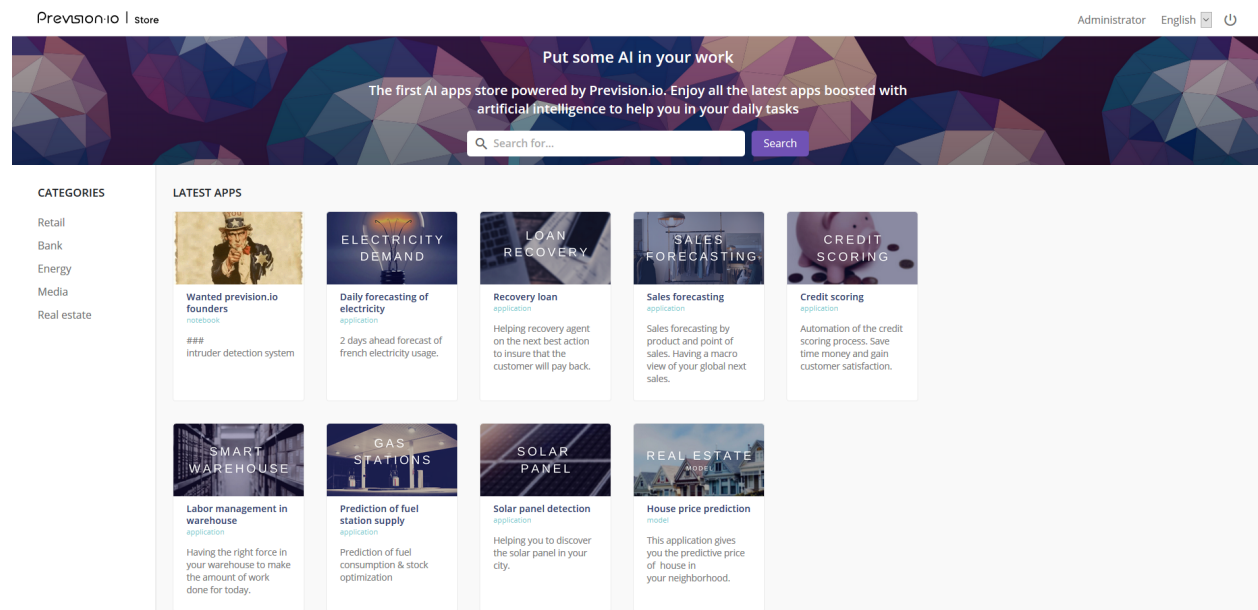 Prevision·io | Store
Administrator English
Put some AI in your work
The first AI apps store powered by Prevision.io. Enjoy all the latest apps boosted with
artificial intelligence to help you in your daily tasks
Search for...
Search
CATEGORIES
Retail
Bank
Energy
Media
Real estate
LATEST APPS
YOU
Wanted prevision.io
founders
notebook
###
intruder detection system
ELECTRICITY
DEMAND
Daily forecasting of
electricity
application
2 days ahead forecast of
french electricity usage.
LOAN
RECOVERY
Recovery loan
application
Helping recovery agent
on the next best action
to insure that the
customer will pay back.
SALES
FORECASTING
Sales forecasting
application
Sales forecasting by
product and point of
sales. Having a macro
view of your global next
sales.
CREDIT
SCORING
Credit scoring
application
Automation of the credit
scoring process. Save
time money and gain
customer satisfaction.
SMART
WAREHOUSE
Labor management in
warehouse
application
Having the right force in
your warehouse to make
the amount of work
done for today.
GAS
STATIONS
Prediction of fuel
station supply
application
Prediction of fuel
consumption & stock
optimization
SOLAR
PANEL
Solar panel detection
application
Helping you to discover
the solar panel in your
city.
REAL ESTATE
MODEL
House price prediction
model
This application gives
you the predictive price
of house in
your neighborhood.